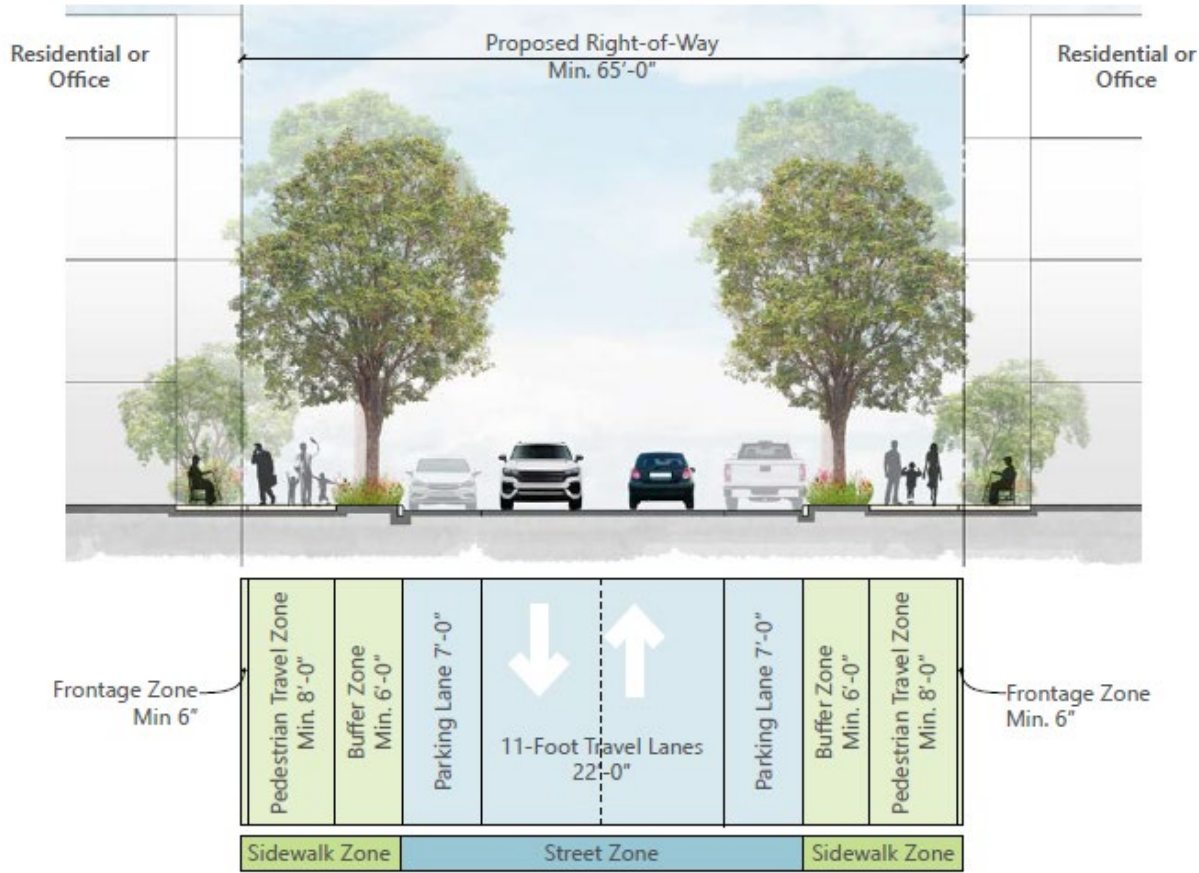 Residential or
Office
Proposed Right-of-Way
Min. 65'-0"
Residential or
Office
Frontage Zone
Min 6"
Pedestrian Travel Zone
Min. 8'-0"
Buffer Zone
Min. 6'-0"
Parking Lane 7'-0"
11-Foot Travel Lanes
22'-0"
Parking Lane 7'-0"
Buffer Zone
Min. 6'-0"
Pedestrian Travel Zone
Min. 8'-0"
Frontage Zone
Min. 6"
Sidewalk Zone
Street Zone
Sidewalk Zone